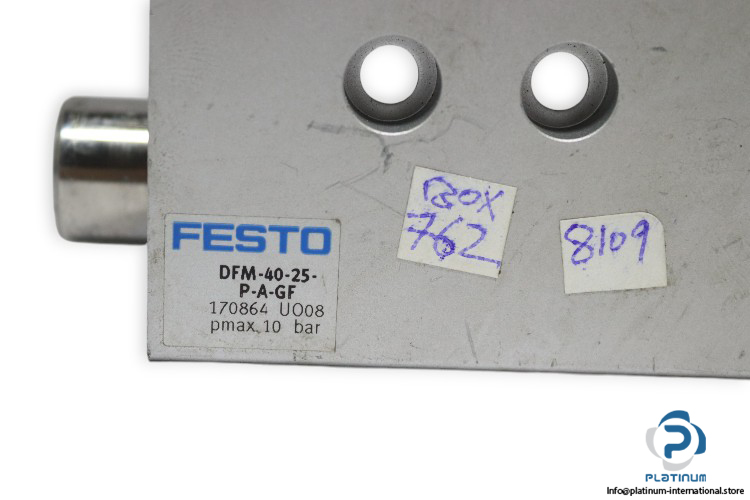 FESTO
DFM-40-25-
P-A-GF
170864 UO08
pmax. 10 bar
BOX
762
8109
PLATINUM
Info@platinum-international.store